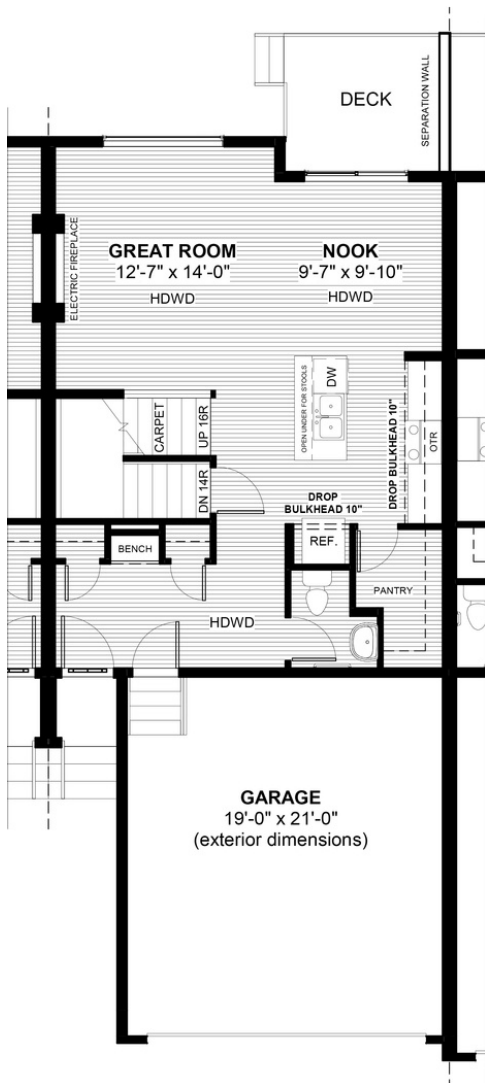 DECK
SEPARATION WALL
GREAT ROOM
12'-7" x 14'-0"
HDWD
NOOK
9'-7" x 9'-10"
HDWD
ELECTRIC FIREPLACE
CARPET
UP 16R
DN 14R
OPEN UNDER FOR STOOLS
DW
DROP BULKHEAD 10"
OTR
DROP
BULKHEAD 10"
REF.
BENCH
PANTRY
HDWD
GARAGE
19'-0" x 21'-0"
(exterior dimensions)